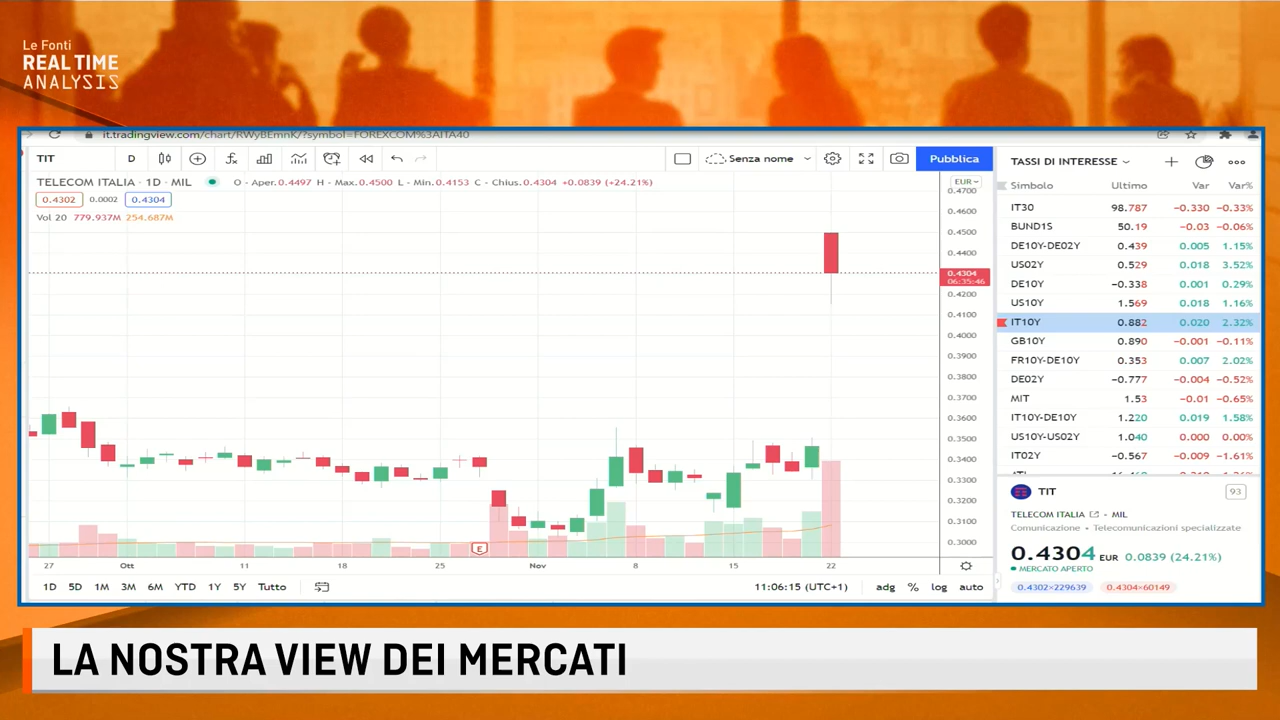 Le Fonti
REAL TIME
ANALYSIS
it.tradingview.com/chart/RWyBEmnK/?symbol=FOREXCOM%3AITA40
TIT D Senza nome Pubblica
TELECOM ITALIA · 1D · MIL O - Aper.0.4497 H - Max.0.4500 L - Min.0.4153 C - Chius.0.4304 +0.0839 (+24.21%)
0.4302 0.0002 0.4304
Vol 20 779.937M 254.687M
EUR
0.4700
0.4600
0.4500
0.4400
0.4304
06:35:46
0.4200
0.4100
0.4000
0.3900
0.3800
0.3700
0.3600
0.3500
0.3400
0.3300
0.3200
0.3100
0.3000
E
27 Ott 11 18 25 Nov 8 15 22
1D 5D 1M 3M 6M YTD 1Y 5Y Tutto 11:06:15 (UTC+1) adg % log auto
TASSI DI INTERESSE
Simbolo Ultimo Var Var%
IT30 98.787 −0.330 −0.33%
BUND1S 50.19 −0.03 −0.06%
DE10Y-DE02Y 0.439 0.005 1.15%
US02Y 0.529 0.018 3.52%
DE10Y −0.338 0.001 0.29%
US10Y 1.569 0.018 1.16%
IT10Y 0.882 0.020 2.32%
GB10Y 0.890 −0.001 −0.11%
FR10Y-DE10Y 0.353 0.007 2.02%
DE02Y −0.777 −0.004 −0.52%
MIT 1.53 −0.01 −0.65%
IT10Y-DE10Y 1.220 0.019 1.58%
US10Y-US02Y 1.040 0.000 0.00%
IT02Y −0.567 −0.009 −1.61%
TIT 93
TELECOM ITALIA - MIL
Comunicazione • Telecomunicazioni specializzate
0.4304 EUR 0.0839 (24.21%)
MERCATO APERTO
0.4302×229639 0.4304×60149
LA NOSTRA VIEW DEI MERCATI